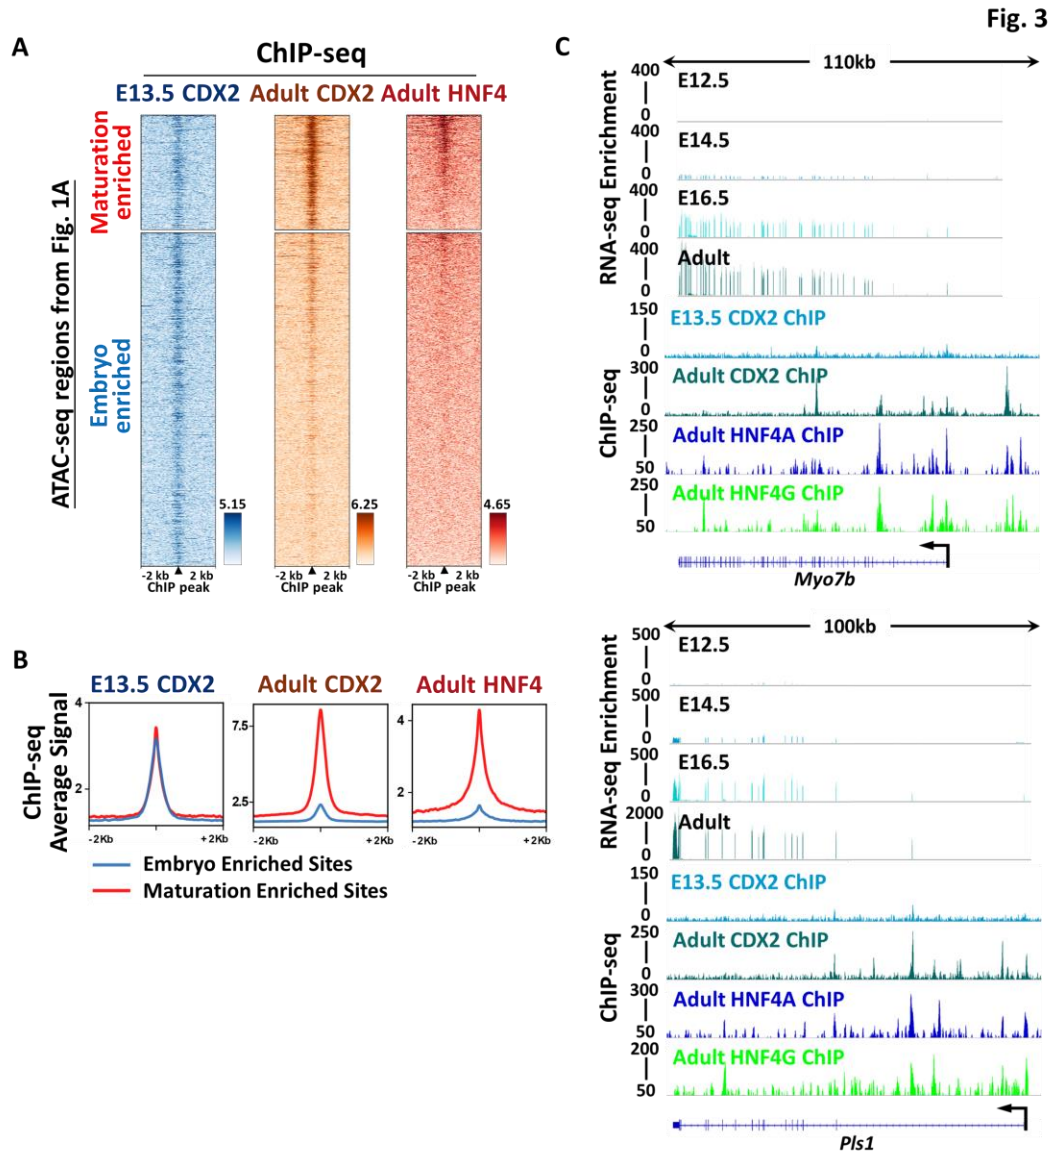 Fig. 3
A
ChIP-seq
E13.5 CDX2 Adult CDX2 Adult HNF4
ATAC-seq regions from Fig. 1A
Maturation
enriched
Embryo
enriched
5.15
6.25
4.65
-2 kb 2 kb
ChIP peak
-2 kb 2 kb
ChIP peak
-2 kb 2 kb
ChIP peak
B
E13.5 CDX2
Adult CDX2
Adult HNF4
ChIP-seq
Average Signal
4
2
-2Kb
+2Kb
7.5
2.5
-2Kb
+2Kb
4
2
-2Kb
+2Kb
Embryo Enriched Sites
Maturation Enriched Sites
C
110kb
RNA-seq Enrichment
400
0
E12.5
400
0
E14.5
400
0
E16.5
400
0
Adult
ChIP-seq
150
0
E13.5 CDX2 ChIP
300
0
Adult CDX2 ChIP
250
50
Adult HNF4A ChIP
250
50
Adult HNF4G ChIP
Myo7b
100kb
RNA-seq Enrichment
500
0
E12.5
500
0
E14.5
500
0
E16.5
2000
0
Adult
ChIP-seq
150
0
E13.5 CDX2 ChIP
250
0
Adult CDX2 ChIP
300
50
Adult HNF4A ChIP
200
50
Adult HNF4G ChIP
Pls1